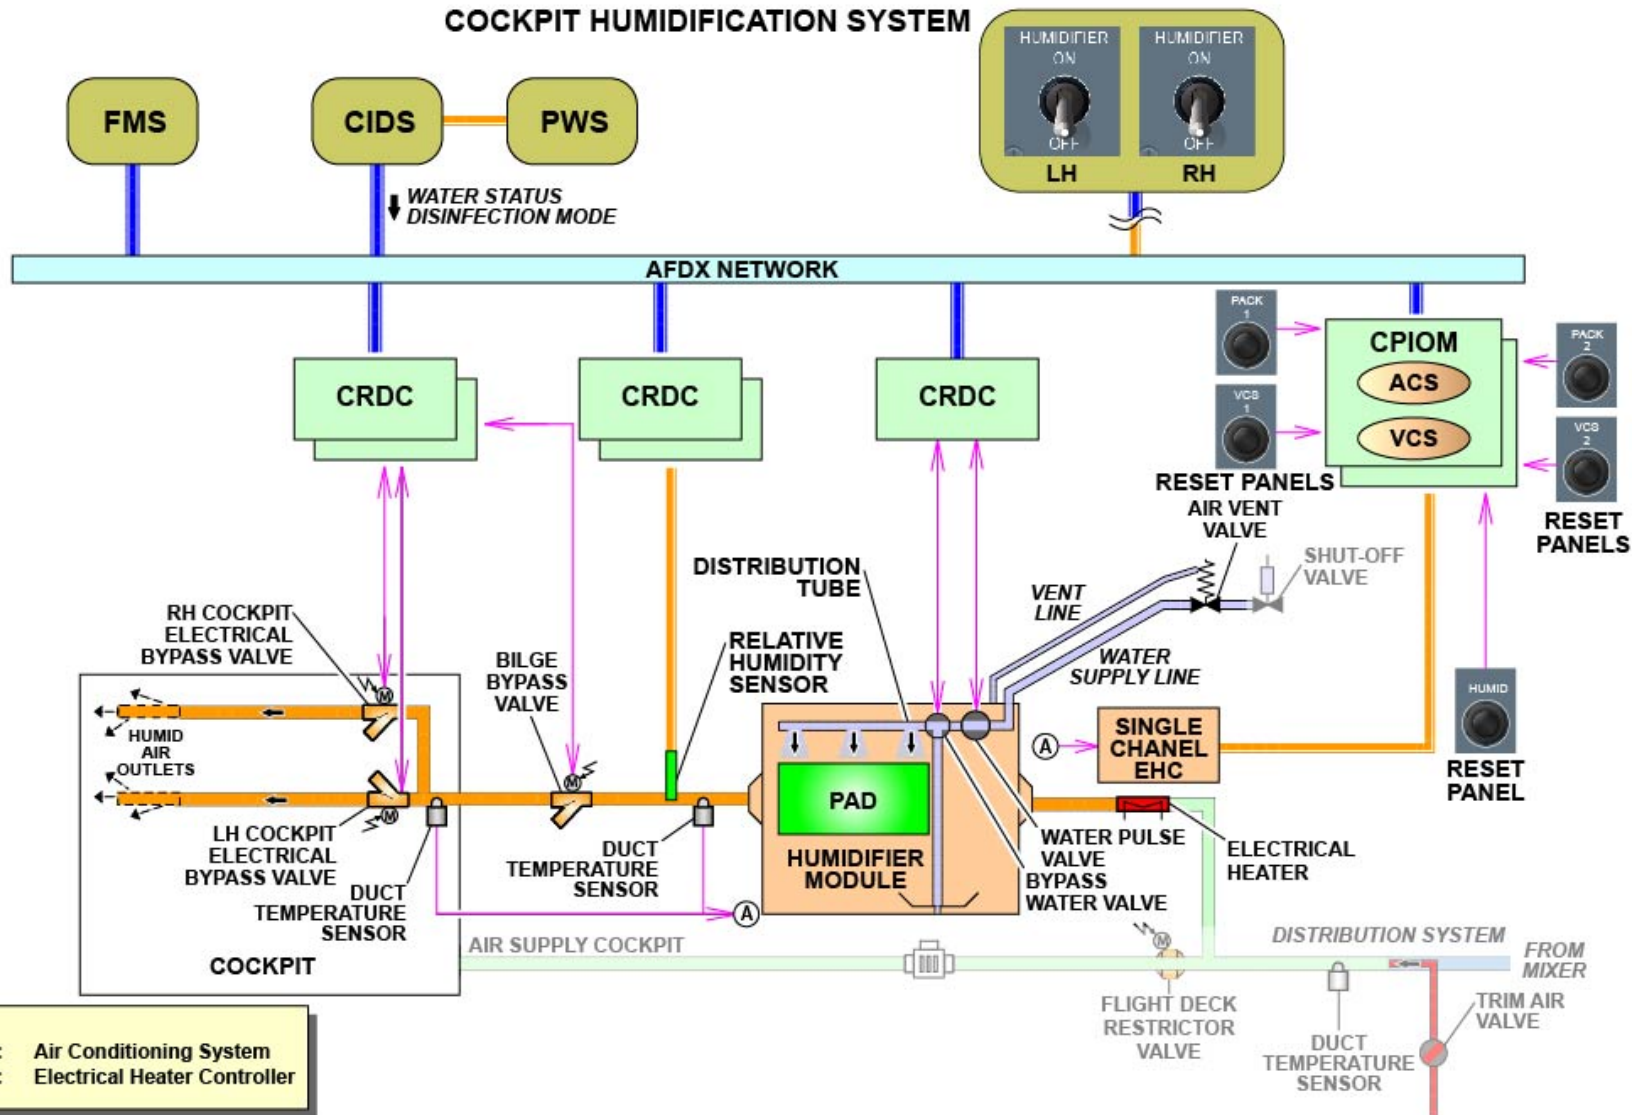 COCKPIT HUMIDIFICATION SYSTEM
HUMIDIFIER
ON
OFF
LH
HUMIDIFIER
ON
OFF
RH
FMS
CIDS
PWS
WATER STATUS
DISINFECTION MODE
AFDX NETWORK
CRDC
CRDC
CRDC
PACK
1
VCS
1
RESET PANELS
CPIOM
ACS
VCS
PACK
2
VCS
2
RESET
PANELS
AIR VENT
VALVE
SHUT-OFF
VALVE
DISTRIBUTION
TUBE
VENT
LINE
WATER
SUPPLY LINE
RH COCKPIT
ELECTRICAL
BYPASS VALVE
BILGE
BYPASS
VALVE
RELATIVE
HUMIDITY
SENSOR
M
M
M
HUMID
AIR
OUTLETS
LH COCKPIT
ELECTRICAL
BYPASS VALVE
DUCT
TEMPERATURE
SENSOR
DUCT
TEMPERATURE
SENSOR
A
PAD
HUMIDIFIER
MODULE
A
SINGLE
CHANEL
EHC
HUMID
RESET
PANEL
WATER PULSE
VALVE
BYPASS
WATER VALVE
ELECTRICAL
HEATER
COCKPIT
AIR SUPPLY COCKPIT
M
FLIGHT DECK
RESTRICTOR
VALVE
DISTRIBUTION SYSTEM
FROM
MIXER
DUCT
TEMPERATURE
SENSOR
TRIM AIR
VALVE
: Air Conditioning System
: Electrical Heater Controller